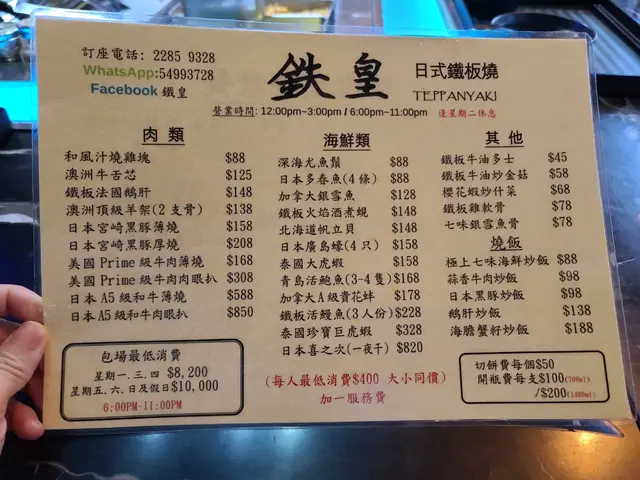 訂座電話: 2285 9328
WhatsApp:54993728
Facebook 鐵皇
鉄皇
日式鐵板燒
TEPPANYAKI
營業時間: 12:00pm~3:00pm / 6:00pm~11:00pm 逢星期二休息
肉類
和風汁燒雞塊 $88
澳洲牛舌芯 $125
鐵板法國鵝肝 $148
澳洲頂級羊架(2支骨) $138
日本宮崎黑豚薄燒 $158
日本宮崎黑豚厚燒 $208
美國Prime級牛肉薄燒 $168
美國Prime級牛肉肉眼扒 $308
日本A5級和牛薄燒 $588
日本A5級和牛肉眼扒 $850
包場最低消費
星期一.三.四 $8,200
星期五.六.日及假日$10,000
6:00PM-11:00PM
海鮮類
深海尤魚鬚 $88
日本多春魚(4條) $88
加拿大銀雪魚 $128
鐵板火焰酒煮蜆 $148
北海道帆立貝 $148
日本廣島蠔(4只) $158
泰國大虎蝦 $158
青島活鮑魚(3-4隻) $168
加拿大A級貴花蚌 $178
鐵板活鰻魚(3人份) $228
泰國珍寶巨虎蝦 $328
日本喜之次(一夜干) $820
(每人最低消費$400 大小同價)
加一服務費
其他
鐵板牛油多士 $45
鐵板牛油炒金菇 $58
櫻花蝦炒什菜 $68
鐵板雞軟骨 $78
七味銀雪魚骨 $78
燒飯
極上七味海鮮炒飯 $88
蒜香牛肉炒飯 $98
日本黑豚炒飯 $98
鵝肝炒飯 $138
海膽蟹籽炒飯 $188
切餅費每個$50
開瓶費每支$100(700ml)
/$200(1400ml)